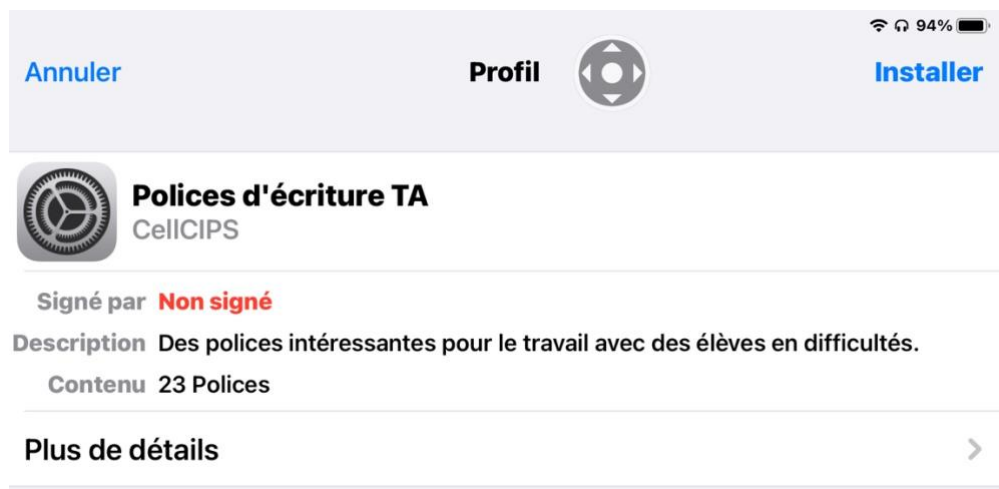 94%
Annuler Profil Installer
Polices d'écriture TA
CellCIPS
Signé par Non signé
Description Des polices intéressantes pour le travail avec des élèves en difficultés.
Contenu 23 Polices
Plus de détails